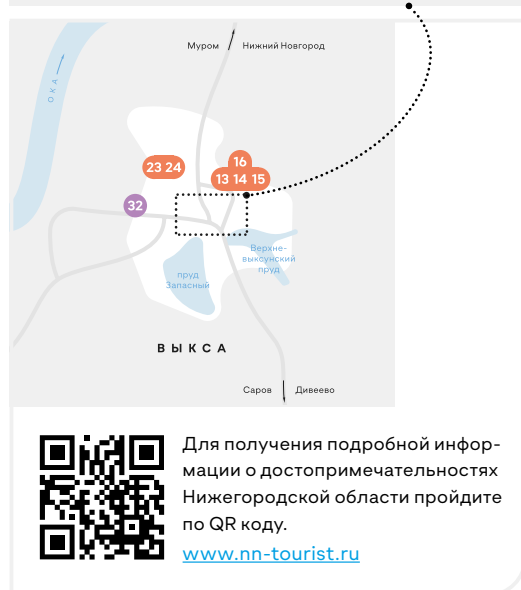 Муром
Нижний Новгород
ОКА
16
23 24
13 14 15
32
Верхне-
выксунский
пруд
пруд
Запасный
ВЫКСА
Саров
Дивеево
Для получения подробной инфор-
мации о достопримечательностях
Нижегородской области пройдите
по QR коду.
www.nn-tourist.ru